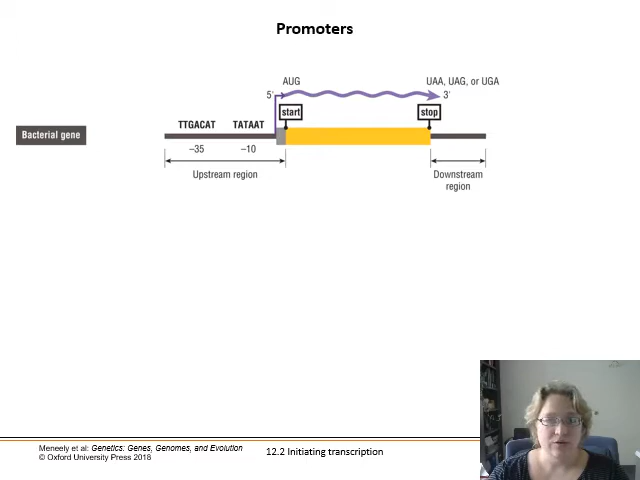 Promoters
AUG
UAA, UAG, or UGA
5'
3'
start
stop
TTGACAT
TATAAT
Bacterial gene
–35
–10
Upstream region
Downstream
region
Meneely et al: Genetics: Genes, Genomes, and Evolution
© Oxford University Press 2018
12.2 Initiating transcription